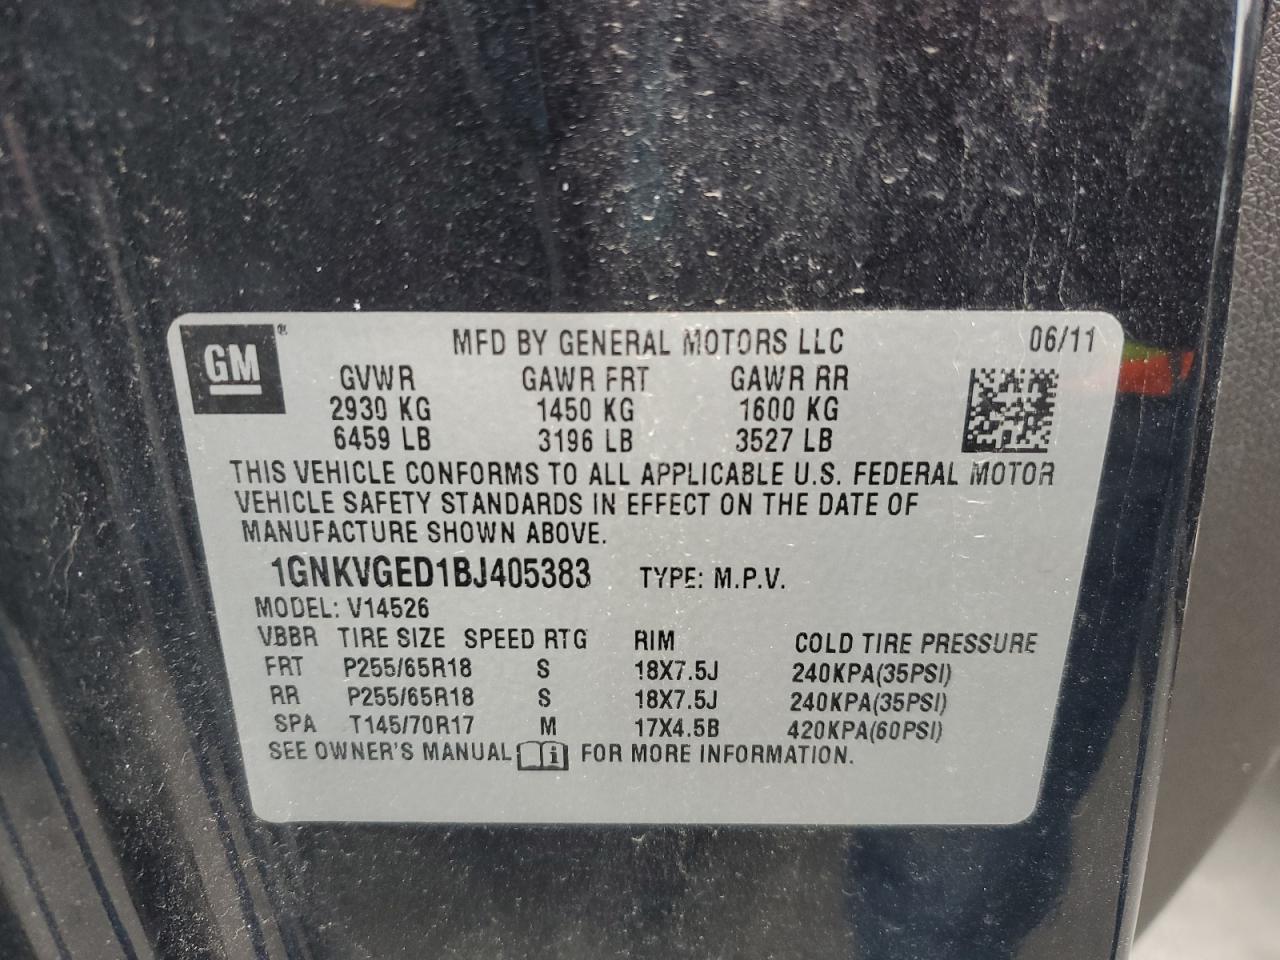 GM ® MFD BY GENERAL MOTORS LLC 06/11
GVWR GAWR FRT GAWR RR
2930 KG 1450 KG 1600 KG
6459 LB 3196 LB 3527 LB
THIS VEHICLE CONFORMS TO ALL APPLICABLE U.S. FEDERAL MOTOR
VEHICLE SAFETY STANDARDS IN EFFECT ON THE DATE OF
MANUFACTURE SHOWN ABOVE.
1GNKVGED1BJ405383 TYPE: M.P.V.
MODEL: V14526
VBBR TIRE SIZE SPEED RTG RIM COLD TIRE PRESSURE
FRT P255/65R18 S 18X7.5J 240KPA(35PSI)
RR P255/65R18 S 18X7.5J 240KPA(35PSI)
SPA T145/70R17 M 17X4.5B 420KPA(60PSI)
SEE OWNER'S MANUAL i FOR MORE INFORMATION.